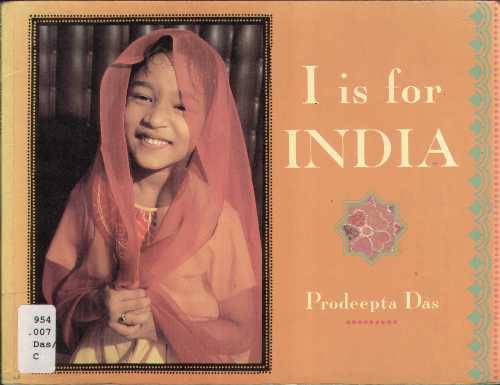 I is for
INDIA
Prodeepta Das
954
.007
Das/
C